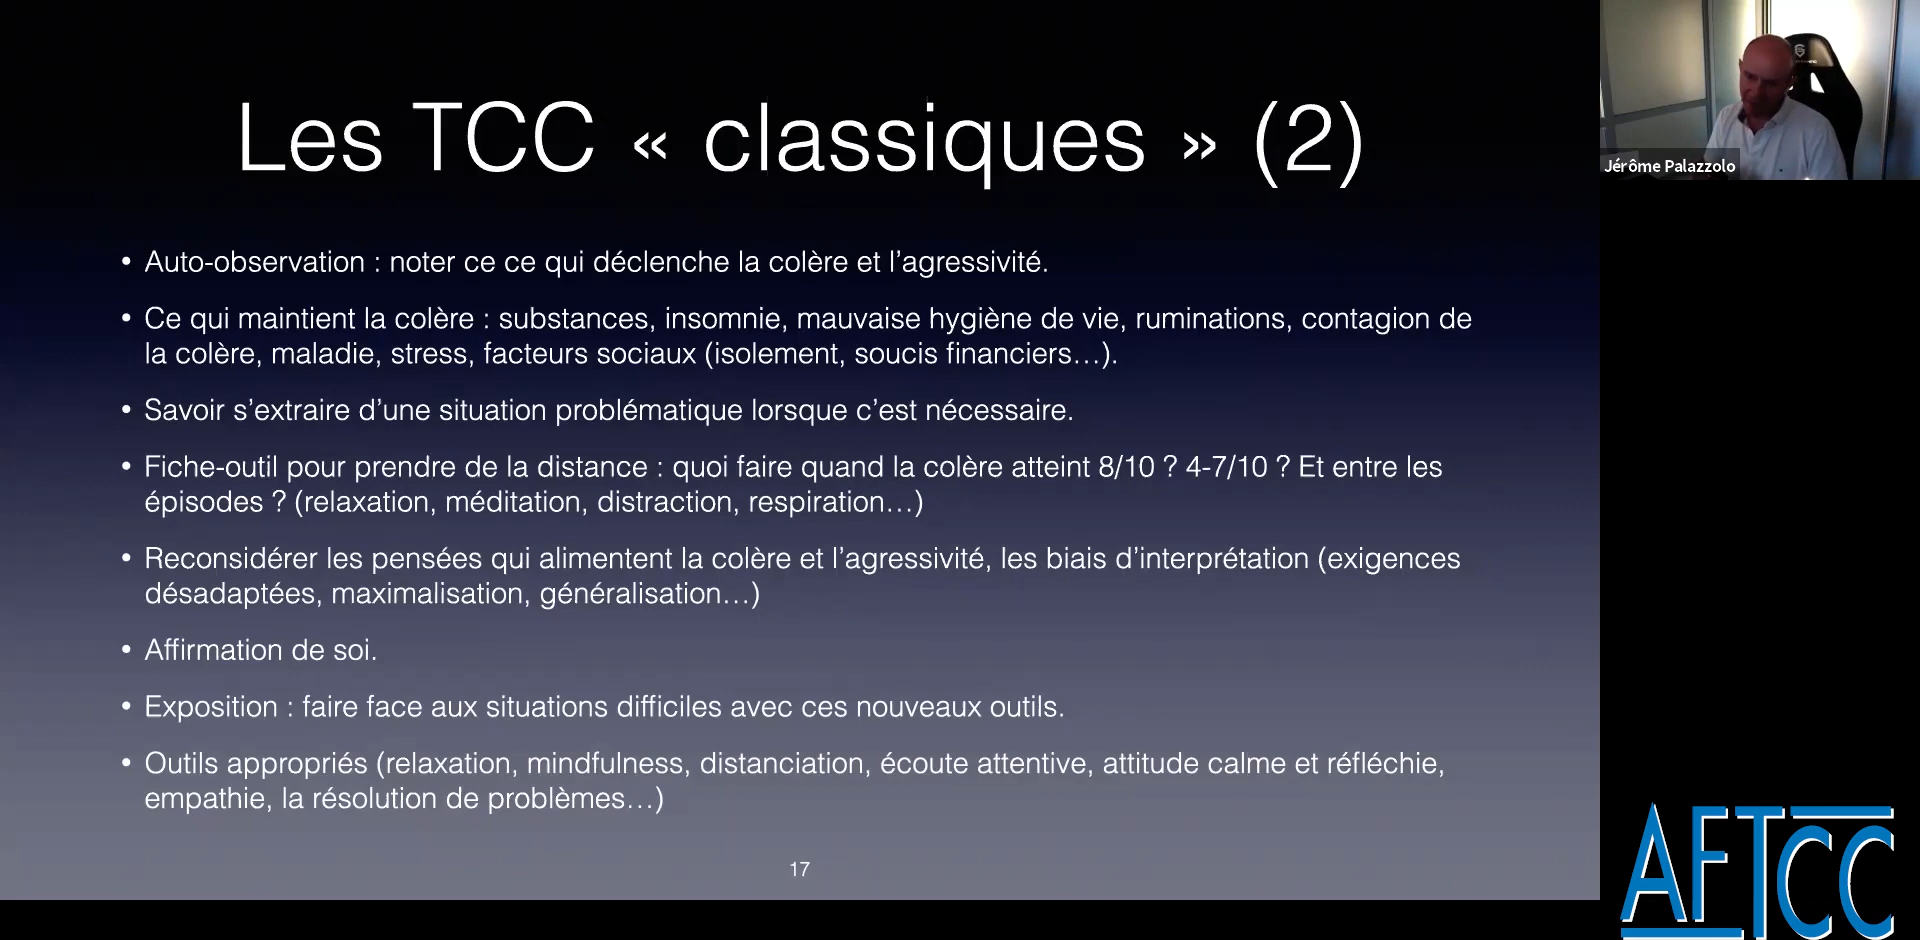 Les TCC « classiques » (2)
• Auto-observation : noter ce ce qui déclenche la colère et l’agressivité.
• Ce qui maintient la colère : substances, insomnie, mauvaise hygiène de vie, ruminations, contagion de
la colère, maladie, stress, facteurs sociaux (isolement, soucis financiers…).
• Savoir s’extraire d’une situation problématique lorsque c’est nécessaire.
• Fiche-outil pour prendre de la distance : quoi faire quand la colère atteint 8/10 ? 4-7/10 ? Et entre les
épisodes ? (relaxation, méditation, distraction, respiration…)
• Reconsidérer les pensées qui alimentent la colère et l’agressivité, les biais d’interprétation (exigences
désadaptées, maximalisation, généralisation…)
• Affirmation de soi.
• Exposition : faire face aux situations difficiles avec ces nouveaux outils.
• Outils appropriés (relaxation, mindfulness, distanciation, écoute attentive, attitude calme et réfléchie,
empathie, la résolution de problèmes…)
17
Jérôme Palazzolo
AFTCC